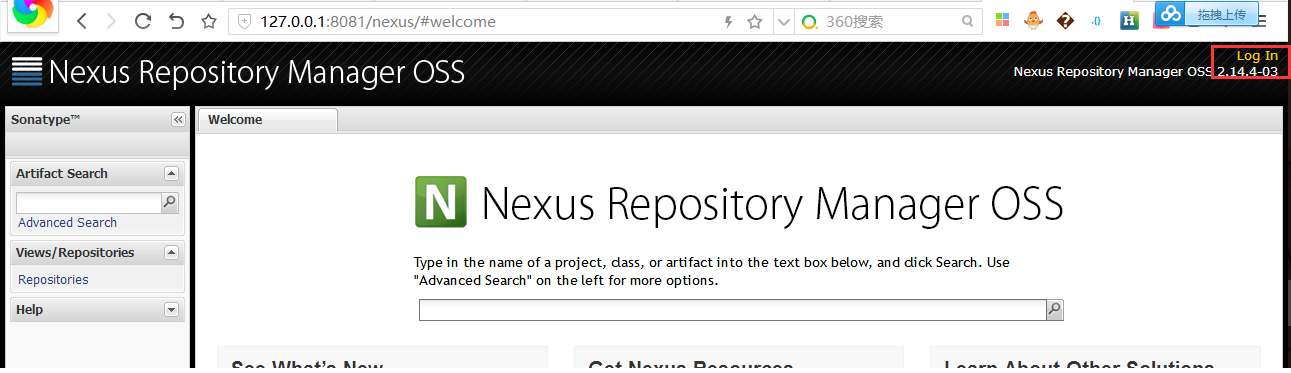 127.0.0.1:8081/nexus/#welcome
360搜索
拖拽上传
Nexus Repository Manager OSS
Log In
Nexus Repository Manager OSS 2.14.4-03
Sonatype™
Welcome
Artifact Search
Advanced Search
Views/Repositories
Repositories
Help
N Nexus Repository Manager OSS
Type in the name of a project, class, or artifact into the text box below, and click Search. Use
"Advanced Search" on the left for more options.
See What's New
Get Nexus Resources
Learn About Other Solutions